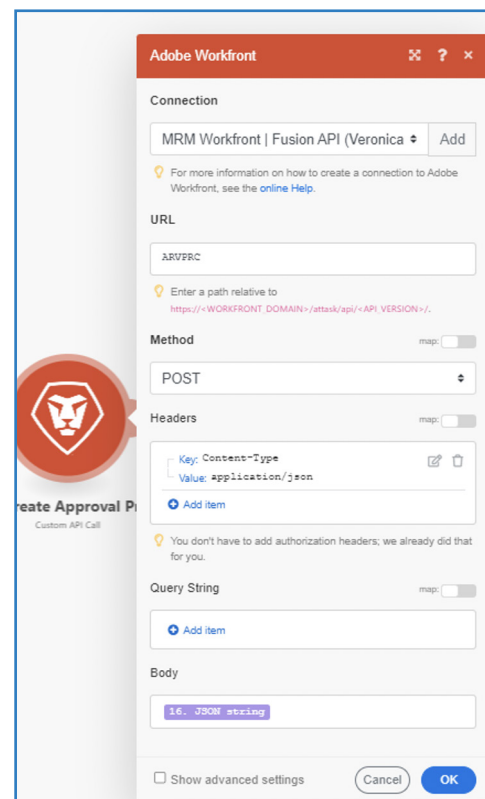 Adobe Workfront
?
×
Connection
MRM Workfront | Fusion API (Veronica
Add
For more information on how to create a connection to Adobe
Workfront, see the online Help.
URL
ARVPRC
Enter a path relative to
https://<WORKFRONT_DOMAIN>/attask/api/<API_VERSION>/.
Method
map:
POST
Headers
map:
Key: Content-Type
Value: application/json
Add item
You don't have to add authorization headers; we already did that
for you.
Query String
map:
Add item
Body
16. JSON string
Show advanced settings
Cancel
OK
reate Approval Pr
Custom API Call